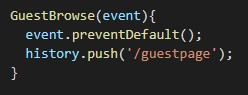 GuestBrowse(event){
  event.preventDefault();
  history.push('/guestpage');
}